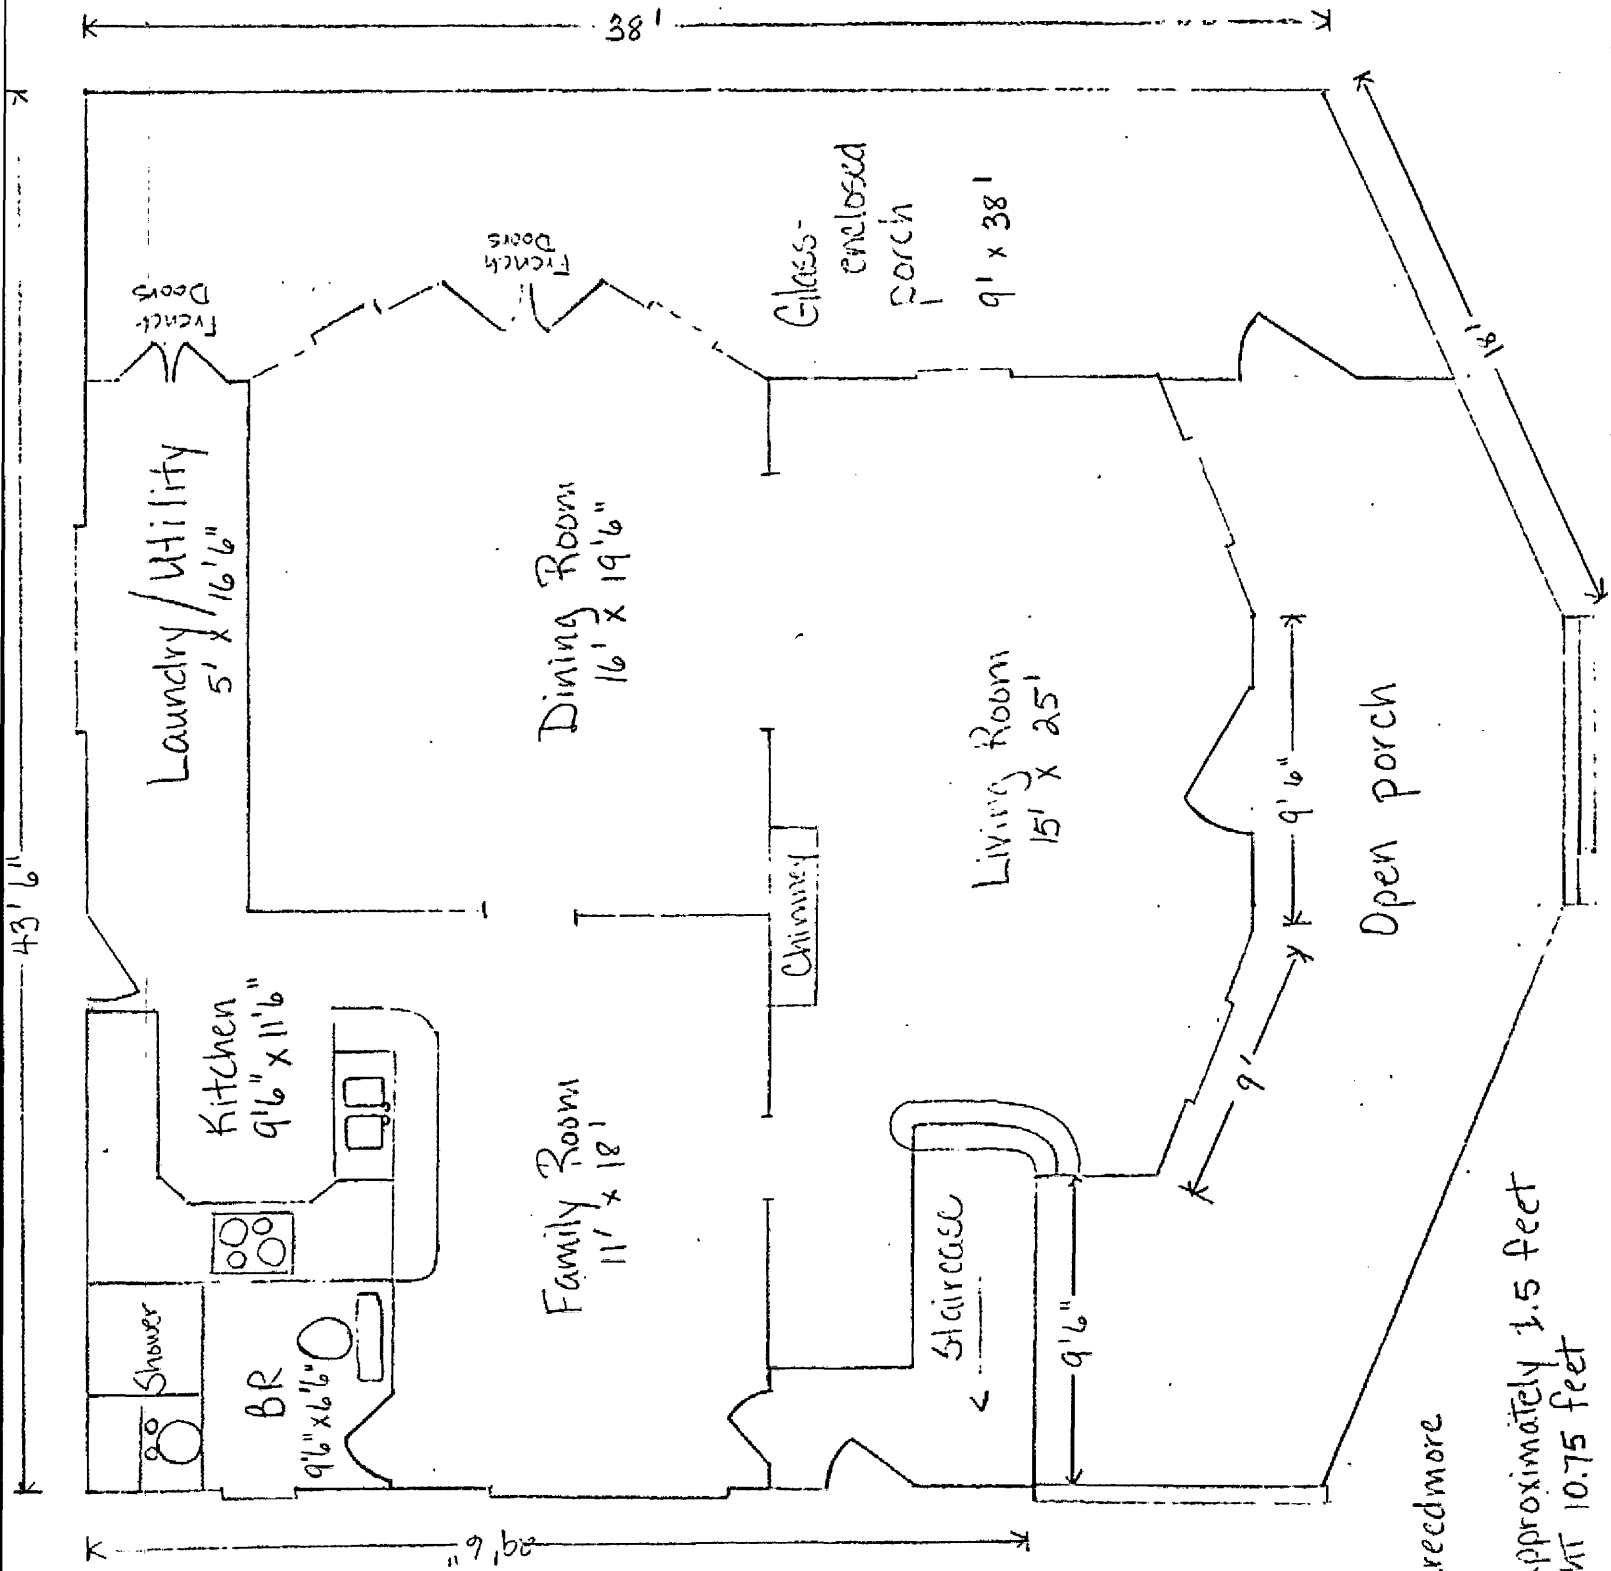 38'
43'6"
French
Doors
French
Doors
Glass-
enclosed
Porch
9' x 38'
Laundry/Utility
5' x 16'6"
Dining Room
16' x 19'6"
Living Room
15' x 25'
Chimney
Kitchen
9'6" x 11'6"
Family Room
11' x 18'
Shower
BR
9'6" x 6'6"
Staircase
9'6"
9'
9'6"
Open porch
18'
29'6"
reedmore
pproximately 1.5 feet
10.75 feet